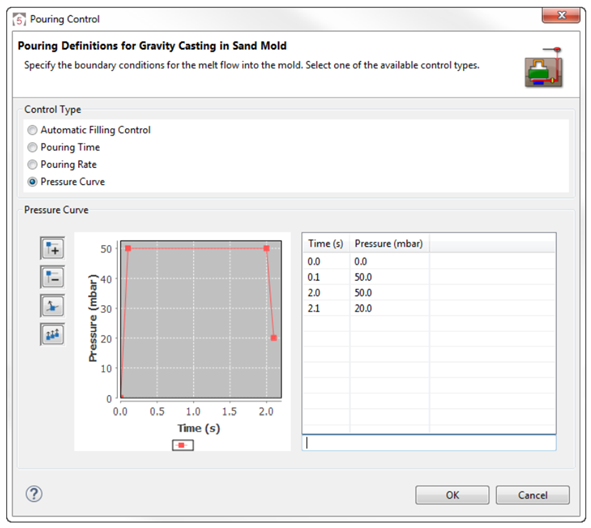 5 Pouring Control
Pouring Definitions for Gravity Casting in Sand Mold
Specify the boundary conditions for the melt flow into the mold. Select one of the available control types.
Control Type
Automatic Filling Control
Pouring Time
Pouring Rate
Pressure Curve
Pressure Curve
Pressure (mbar)
50
40
30
20
10
0
0.0 0.5 1.0 1.5 2.0
Time (s)
Time (s) Pressure (mbar)
0.0 0.0
0.1 50.0
2.0 50.0
2.1 20.0
?
OK Cancel